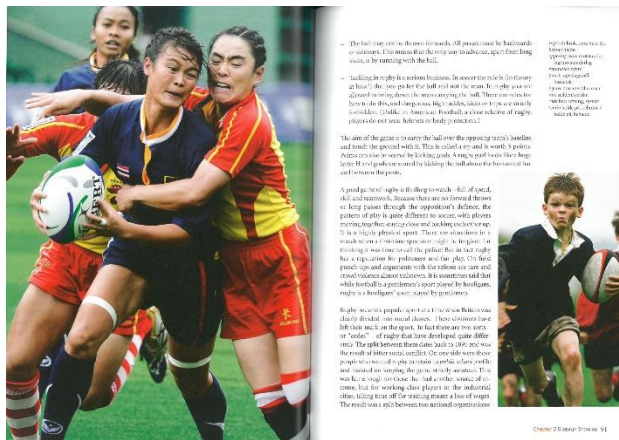 – The ball may not be thrown forwards. All passes must be backwards
or sideways. This means that the only way to advance, apart from long
kicks, is by running with the ball.
– Tackling in rugby is a serious business. In soccer the rule is (in theory
at least!) that you tackle the ball and not the man. In rugby you are
allowed to bring down the man carrying the ball. There are rules for
how to do this, and dangerous, high tackles, kicks or trips are strictly
forbidden. (Unlike in American Football, a close relative of rugby,
players do not wear helmets or body protection.)
The aim of the game is to carry the ball over the opposing team's baseline
and touch the ground with it. This is called a try and is worth 5 points.
Points can also be scored by kicking goals. A rugby goal looks like a huge
letter H and goals are scored by kicking the ball above the horizontal bar
and between the posts.
A good game of rugby is thrilling to watch – full of speed,
skill and teamwork. Because there are no forward throws
or long passes through the opposition's defence, the
pattern of play is quite different to soccer, with players
moving together, staying close and backing each other up.
It is a highly physical sport. There are situations in a
match when a first-time spectator might be forgiven for
thinking it was time to call the police! But in fact rugby
has a reputation for politeness and fair play. On-field
punch-ups and arguments with the referee are rare and
crowd violence almost unknown. It is sometimes said that
while football is a gentlemen's sport played by hooligans,
rugby is a hooligans' sport played by gentlemen.
Rugby became a popular sport at a time when Britain was
clearly divided into social classes. These divisions have
left their mark on the sport. In fact there are two sorts
– or "codes" – of rugby that have developed quite differ-
ently. The split between them dates back to 1895 and was
the result of bitter social conflict. On one side were those
people who wanted rugby to retain its public school profile
and insisted on keeping the game strictly amateur. This
was fair enough for those that had another source of in-
come, but for working-class players in the industrial
cities, taking time off for training meant a loss of wages.
The result was a split between two national organisations
Chapter 2 91